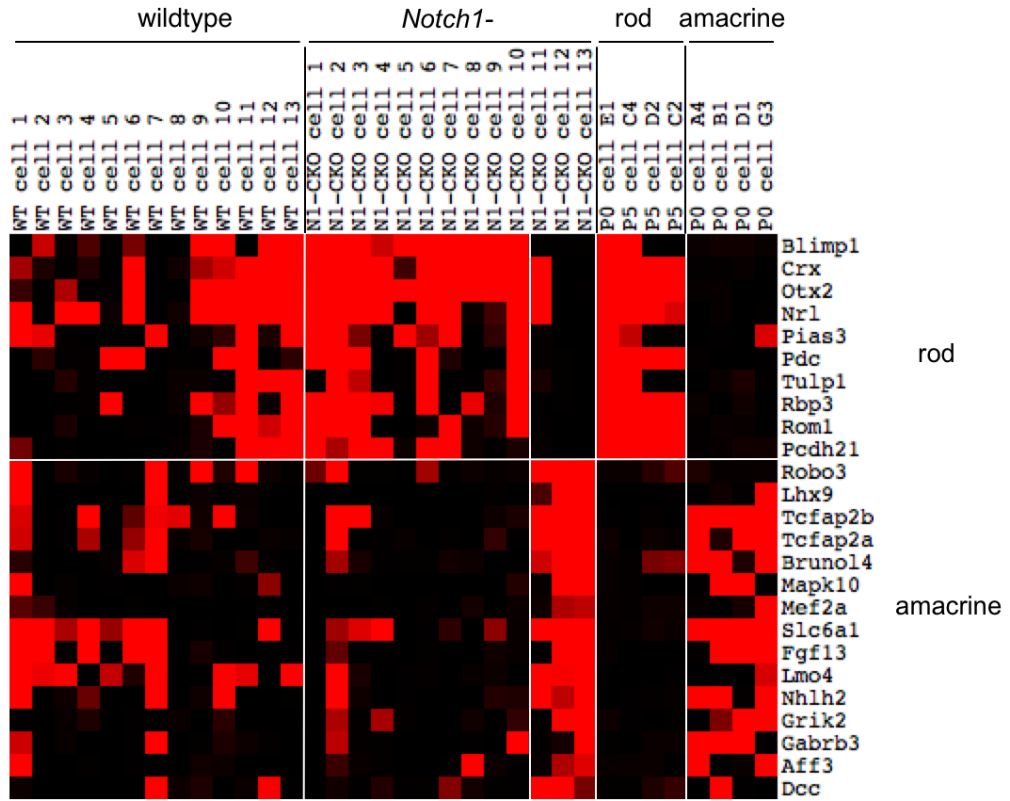 wildtype
Notch1-
rod
amacrine
WT cell 1
WT cell 2
WT cell 3
WT cell 4
WT cell 5
WT cell 6
WT cell 7
WT cell 8
WT cell 9
WT cell 10
WT cell 11
WT cell 12
WT cell 13
N1-CKO cell 1
N1-CKO cell 2
N1-CKO cell 3
N1-CKO cell 4
N1-CKO cell 5
N1-CKO cell 6
N1-CKO cell 7
N1-CKO cell 8
N1-CKO cell 9
N1-CKO cell 10
N1-CKO cell 11
N1-CKO cell 12
N1-CKO cell 13
P0 cell E1
P5 cell C4
P5 cell D2
P5 cell C2
P0 cell A4
P0 cell B1
P0 cell D1
P0 cell G3
Blimp1
Crx
Otx2
Nrl
Pias3
rod
Pdc
Tulp1
Rbp3
Rom1
Pcdh21
Robo3
Lhx9
Tcfap2b
Tcfap2a
Brunol4
Mapk10
Mef2a
amacrine
Slc6a1
Fgf13
Lmo4
Nhlh2
Grik2
Gabrb3
Aff3
Dcc